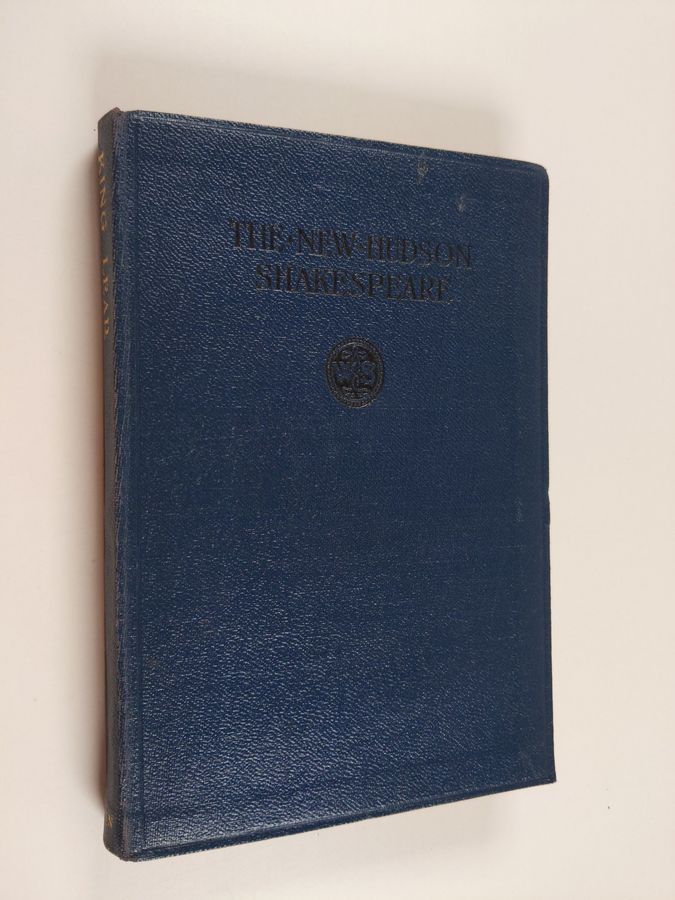 THE·NEW·HUDSON
SHAKESPEARE
W S
KING LEAR